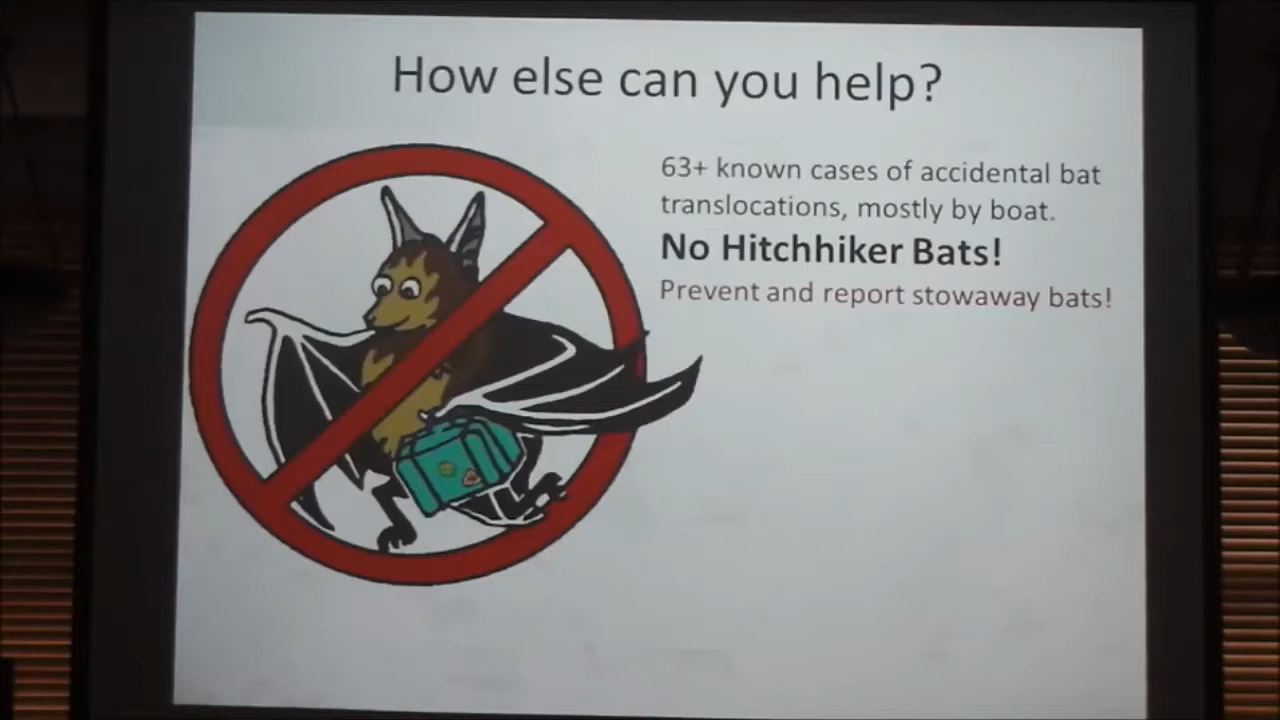 How else can you help?
63+ known cases of accidental bat
translocations, mostly by boat.
No Hitchhiker Bats!
Prevent and report stowaway bats!